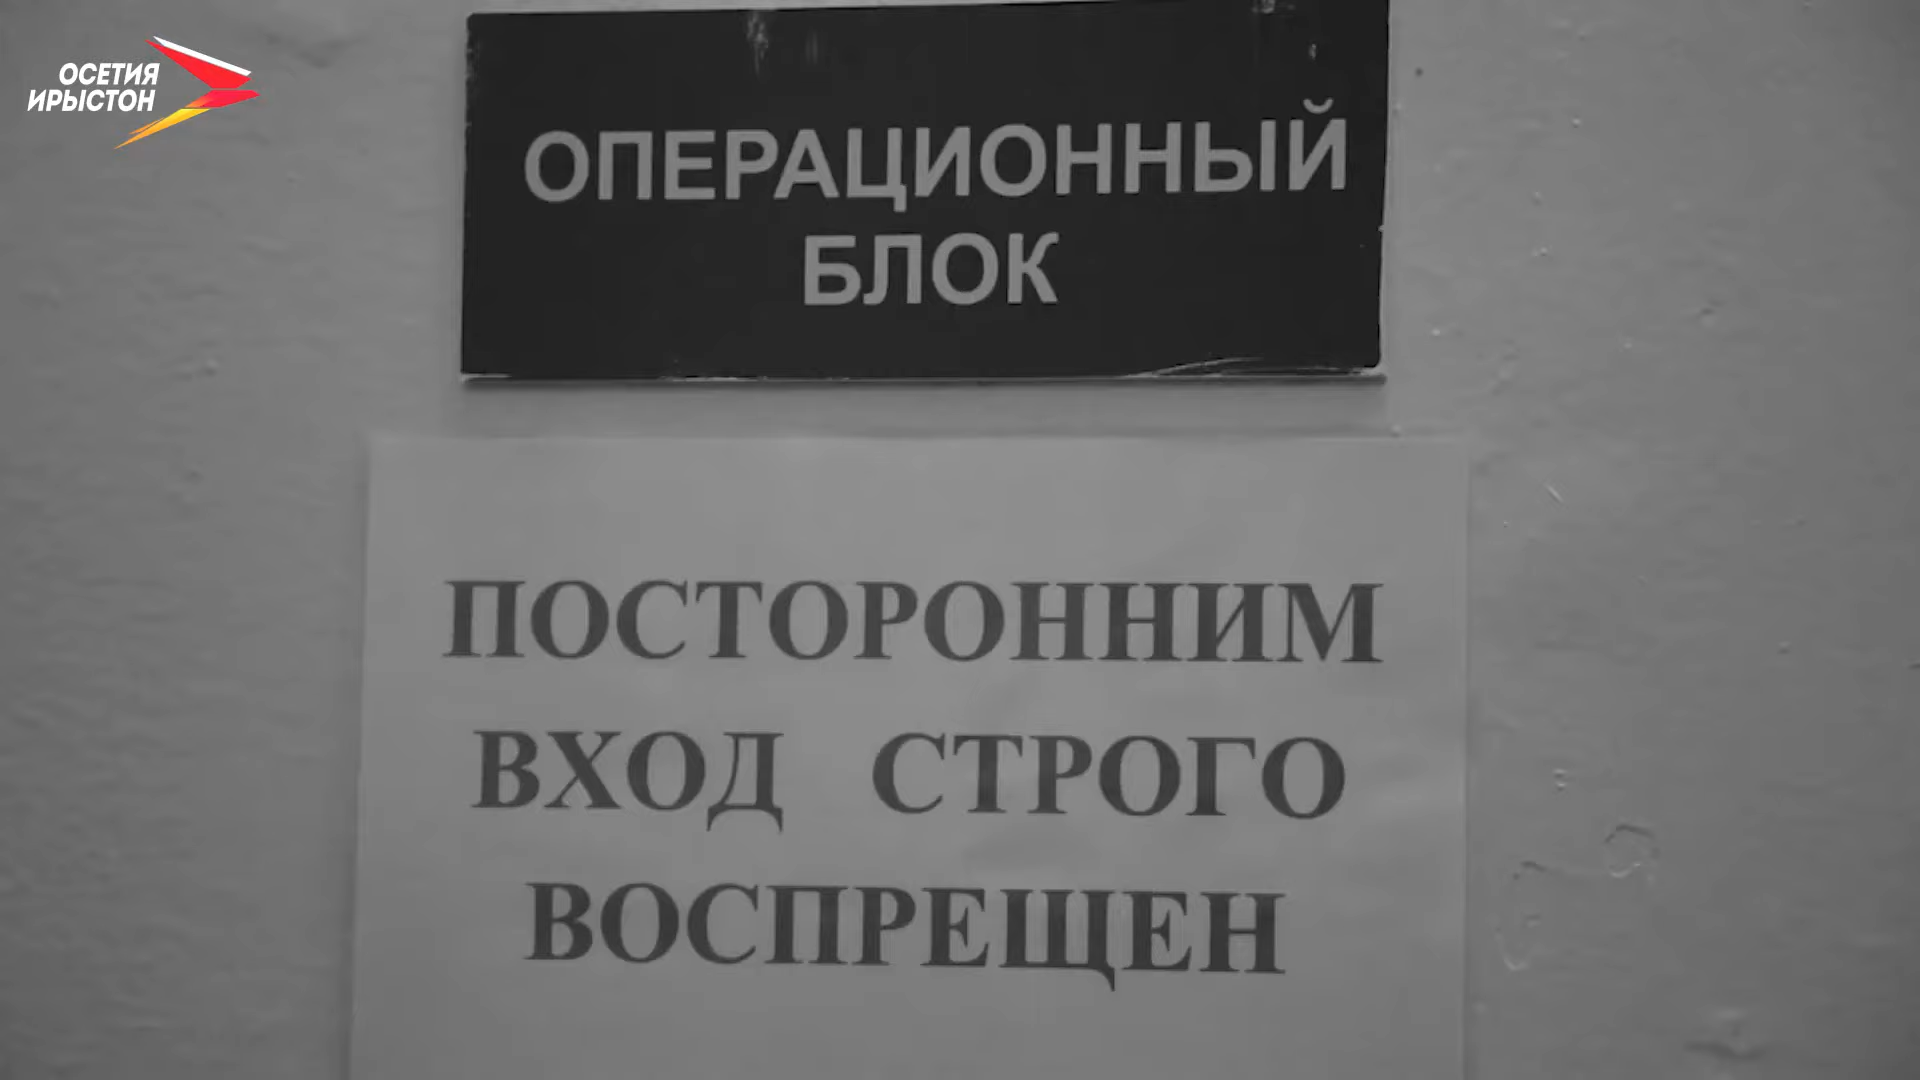 ОСЕТИЯ
ИРЫСТОН
ОПЕРАЦИОННЫЙ
БЛОК
ПОСТОРОННИМ
ВХОД СТРОГО
ВОСПРЕЩЕН